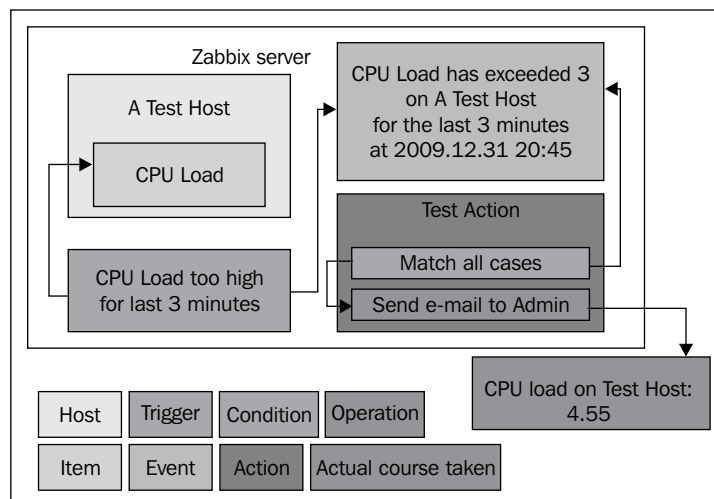 Zabbix server
A Test Host
CPU Load
CPU Load too high
for last 3 minutes
CPU Load has exceeded 3
on A Test Host
for the last 3 minutes
at 2009.12.31 20:45
Test Action
Match all cases
Send e-mail to Admin
CPU load on Test Host:
4.55
Host
Trigger
Condition
Operation
Item
Event
Action
Actual course taken